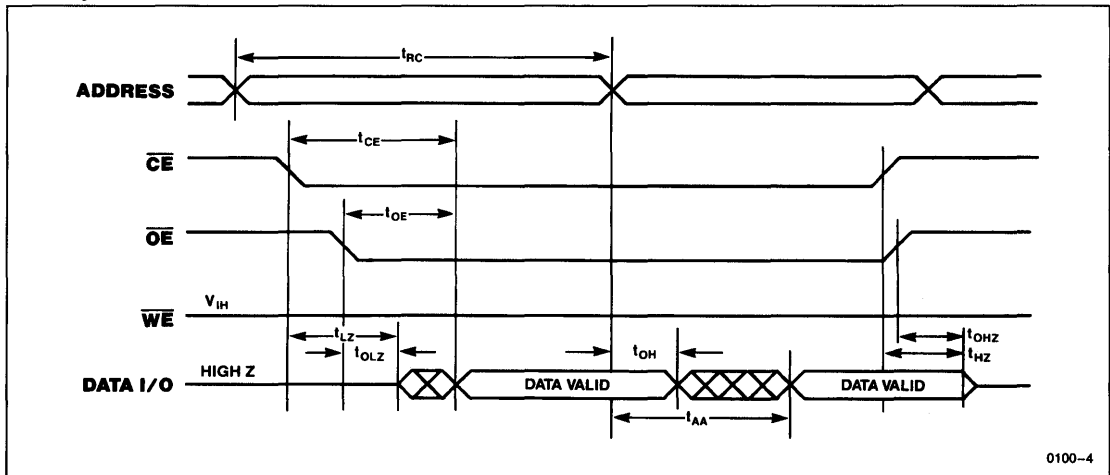 tRC
ADDRESS
tCE
CE
tOE
OE
VIH
WE
tLZ
tOHZ
tOLZ
tOH
tHZ
HIGH Z
DATA I/O
DATA VALID
DATA VALID
tAA
0100-4